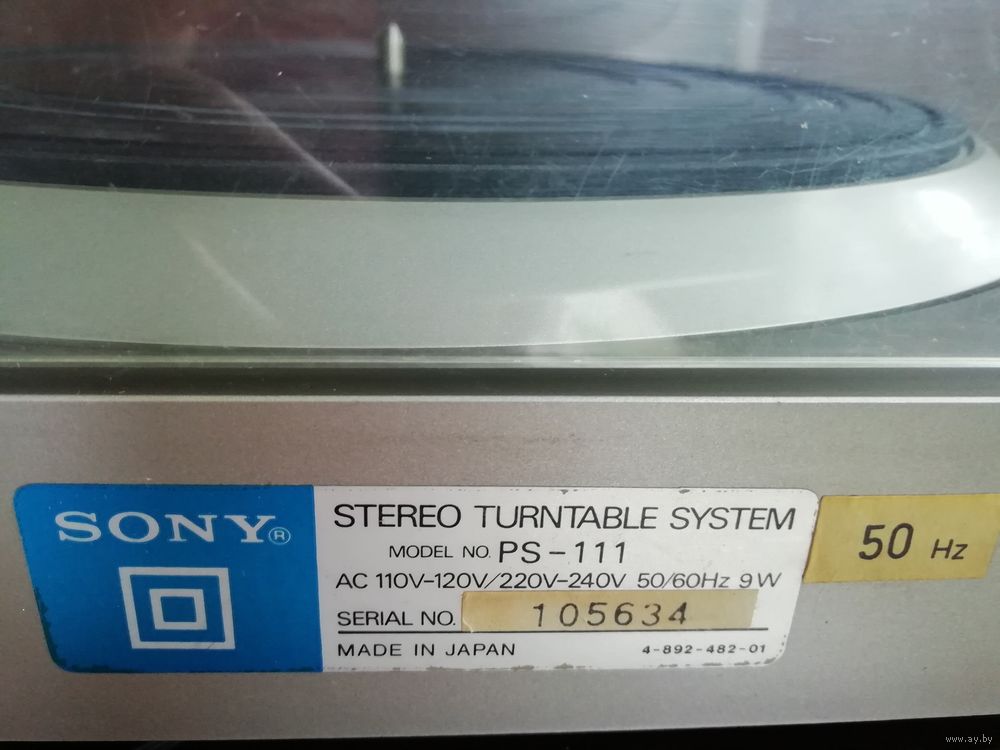 SONY®
STEREO TURNTABLE SYSTEM
MODEL NO. PS-111
AC 110V-120V/220V-240V 50/60Hz 9W
SERIAL NO. 105634
MADE IN JAPAN 4-892-482-01
50 Hz
www.ay.by